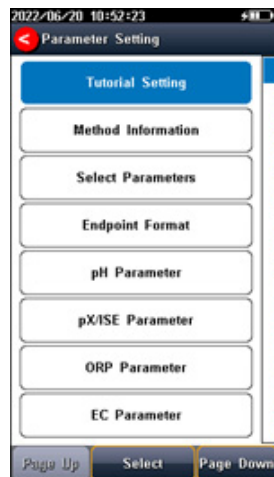 2022/06/20 10:52:23
Parameter Setting
Tutorial Setting
Method Information
Select Parameters
Endpoint Format
pH Parameter
pX/ISE Parameter
ORP Parameter
EC Parameter
Page Up Select Page Down